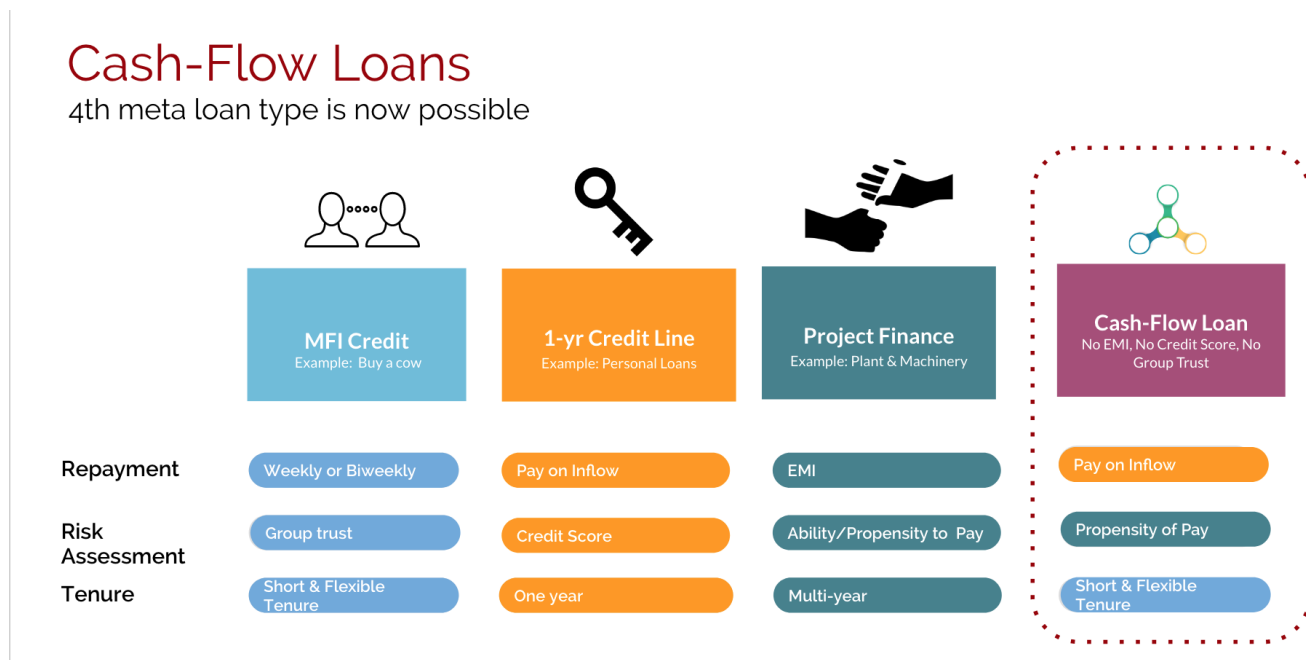 Cash-Flow Loans
4th meta loan type is now possible
MFI Credit
Example: Buy a cow
1-yr Credit Line
Example: Personal Loans
Project Finance
Example: Plant & Machinery
Cash-Flow Loan
No EMI, No Credit Score, No
Group Trust
Repayment
Weekly or Biweekly
Pay on Inflow
EMI
Pay on Inflow
Risk
Assessment
Group trust
Credit Score
Ability/Propensity to Pay
Propensity of Pay
Tenure
Short & Flexible
Tenure
One year
Multi-year
Short & Flexible
Tenure